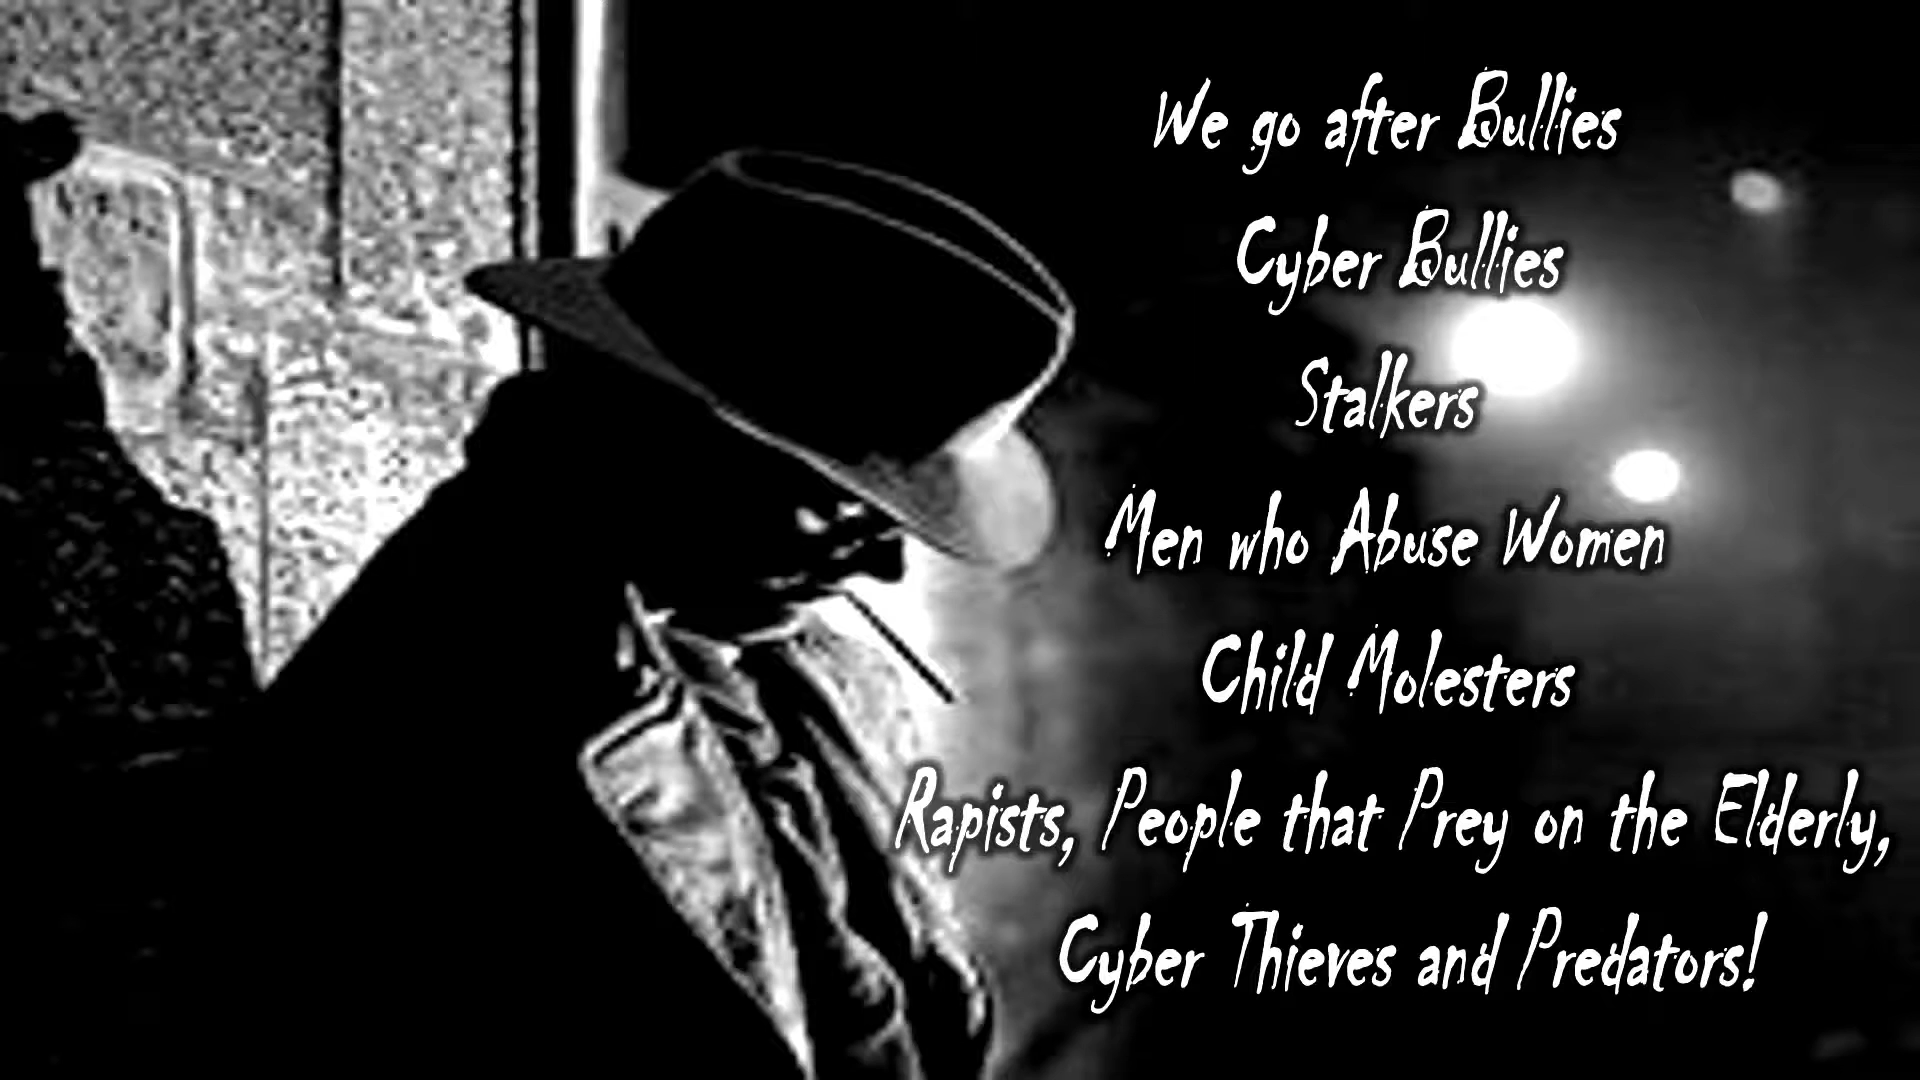 We go after Bullies
Cyber Bullies
Stalkers
Men who Abuse Women
Child Molesters
Rapists, People that Prey on the Elderly,
Cyber Thieves and Predators!